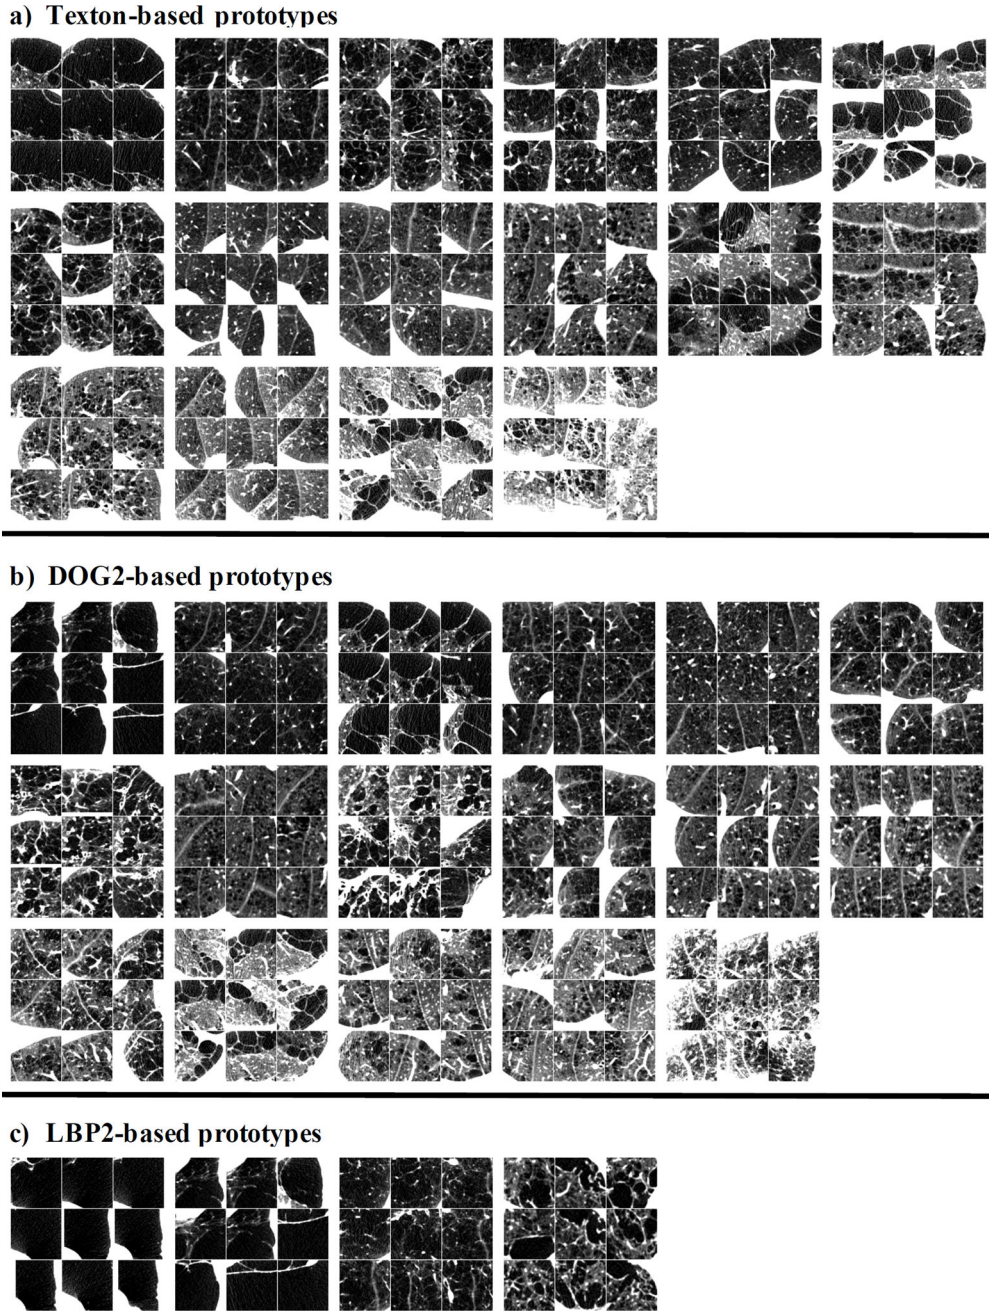 a) Texton-based prototypes
b) DOG2-based prototypes
c) LBP2-based prototypes